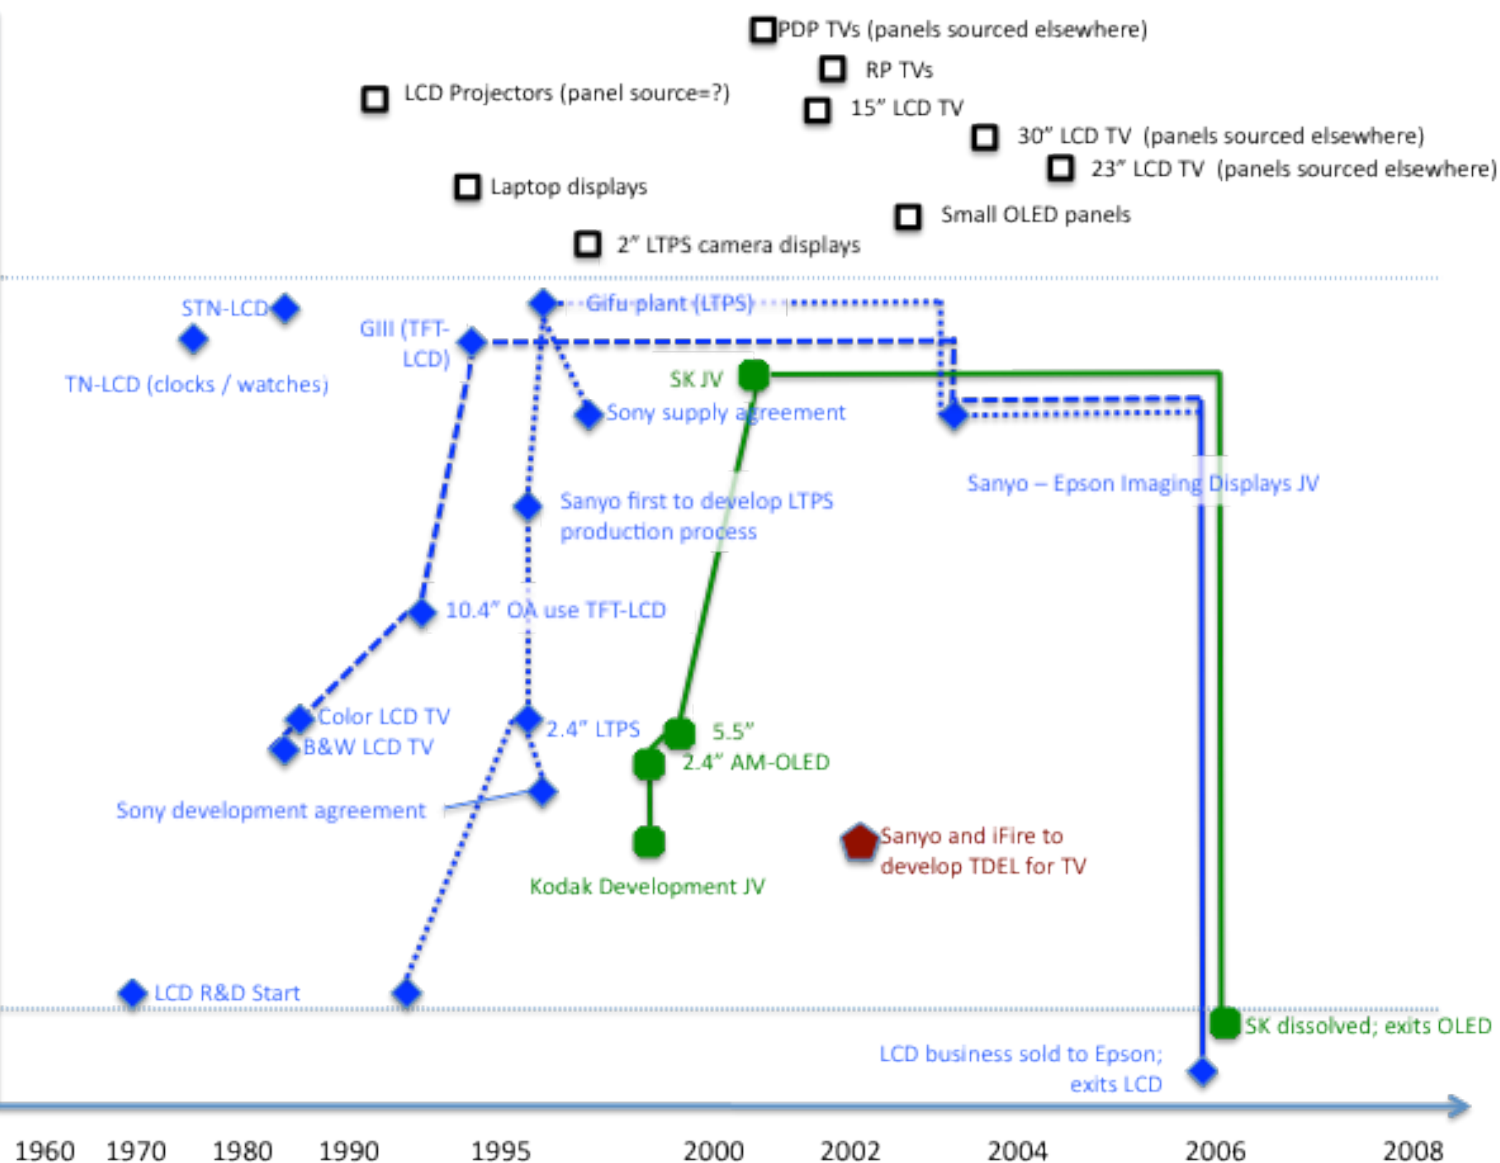 PDP TVs (panels sourced elsewhere)
RP TVs
LCD Projectors (panel source=?)
15” LCD TV
30” LCD TV (panels sourced elsewhere)
23” LCD TV (panels sourced elsewhere)
Laptop displays
Small OLED panels
2” LTPS camera displays
STN-LCD
Gifu plant (LTPS)
GIII (TFT-
LCD)
TN-LCD (clocks / watches)
SK JV
Sony supply agreement
Sanyo – Epson Imaging Displays JV
Sanyo first to develop LTPS
production process
10.4” OA use TFT-LCD
Color LCD TV
B&W LCD TV
2.4” LTPS
5.5”
2.4” AM-OLED
Sony development agreement
Sanyo and iFire to
develop TDEL for TV
Kodak Development JV
LCD R&D Start
SK dissolved; exits OLED
LCD business sold to Epson;
exits LCD
1960 1970 1980 1990 1995 2000 2002 2004 2006 2008